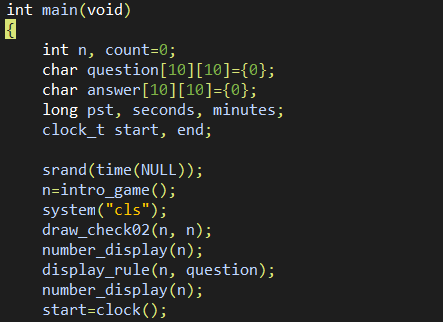 int main(void)
{
int n, count=0;
char question[10][10]={0};
char answer[10][10]={0};
long pst, seconds, minutes;
clock_t start, end;
srand(time(NULL));
n=intro_game();
system("cls");
draw_check02(n, n);
number_display(n);
display_rule(n, question);
number_display(n);
start=clock();